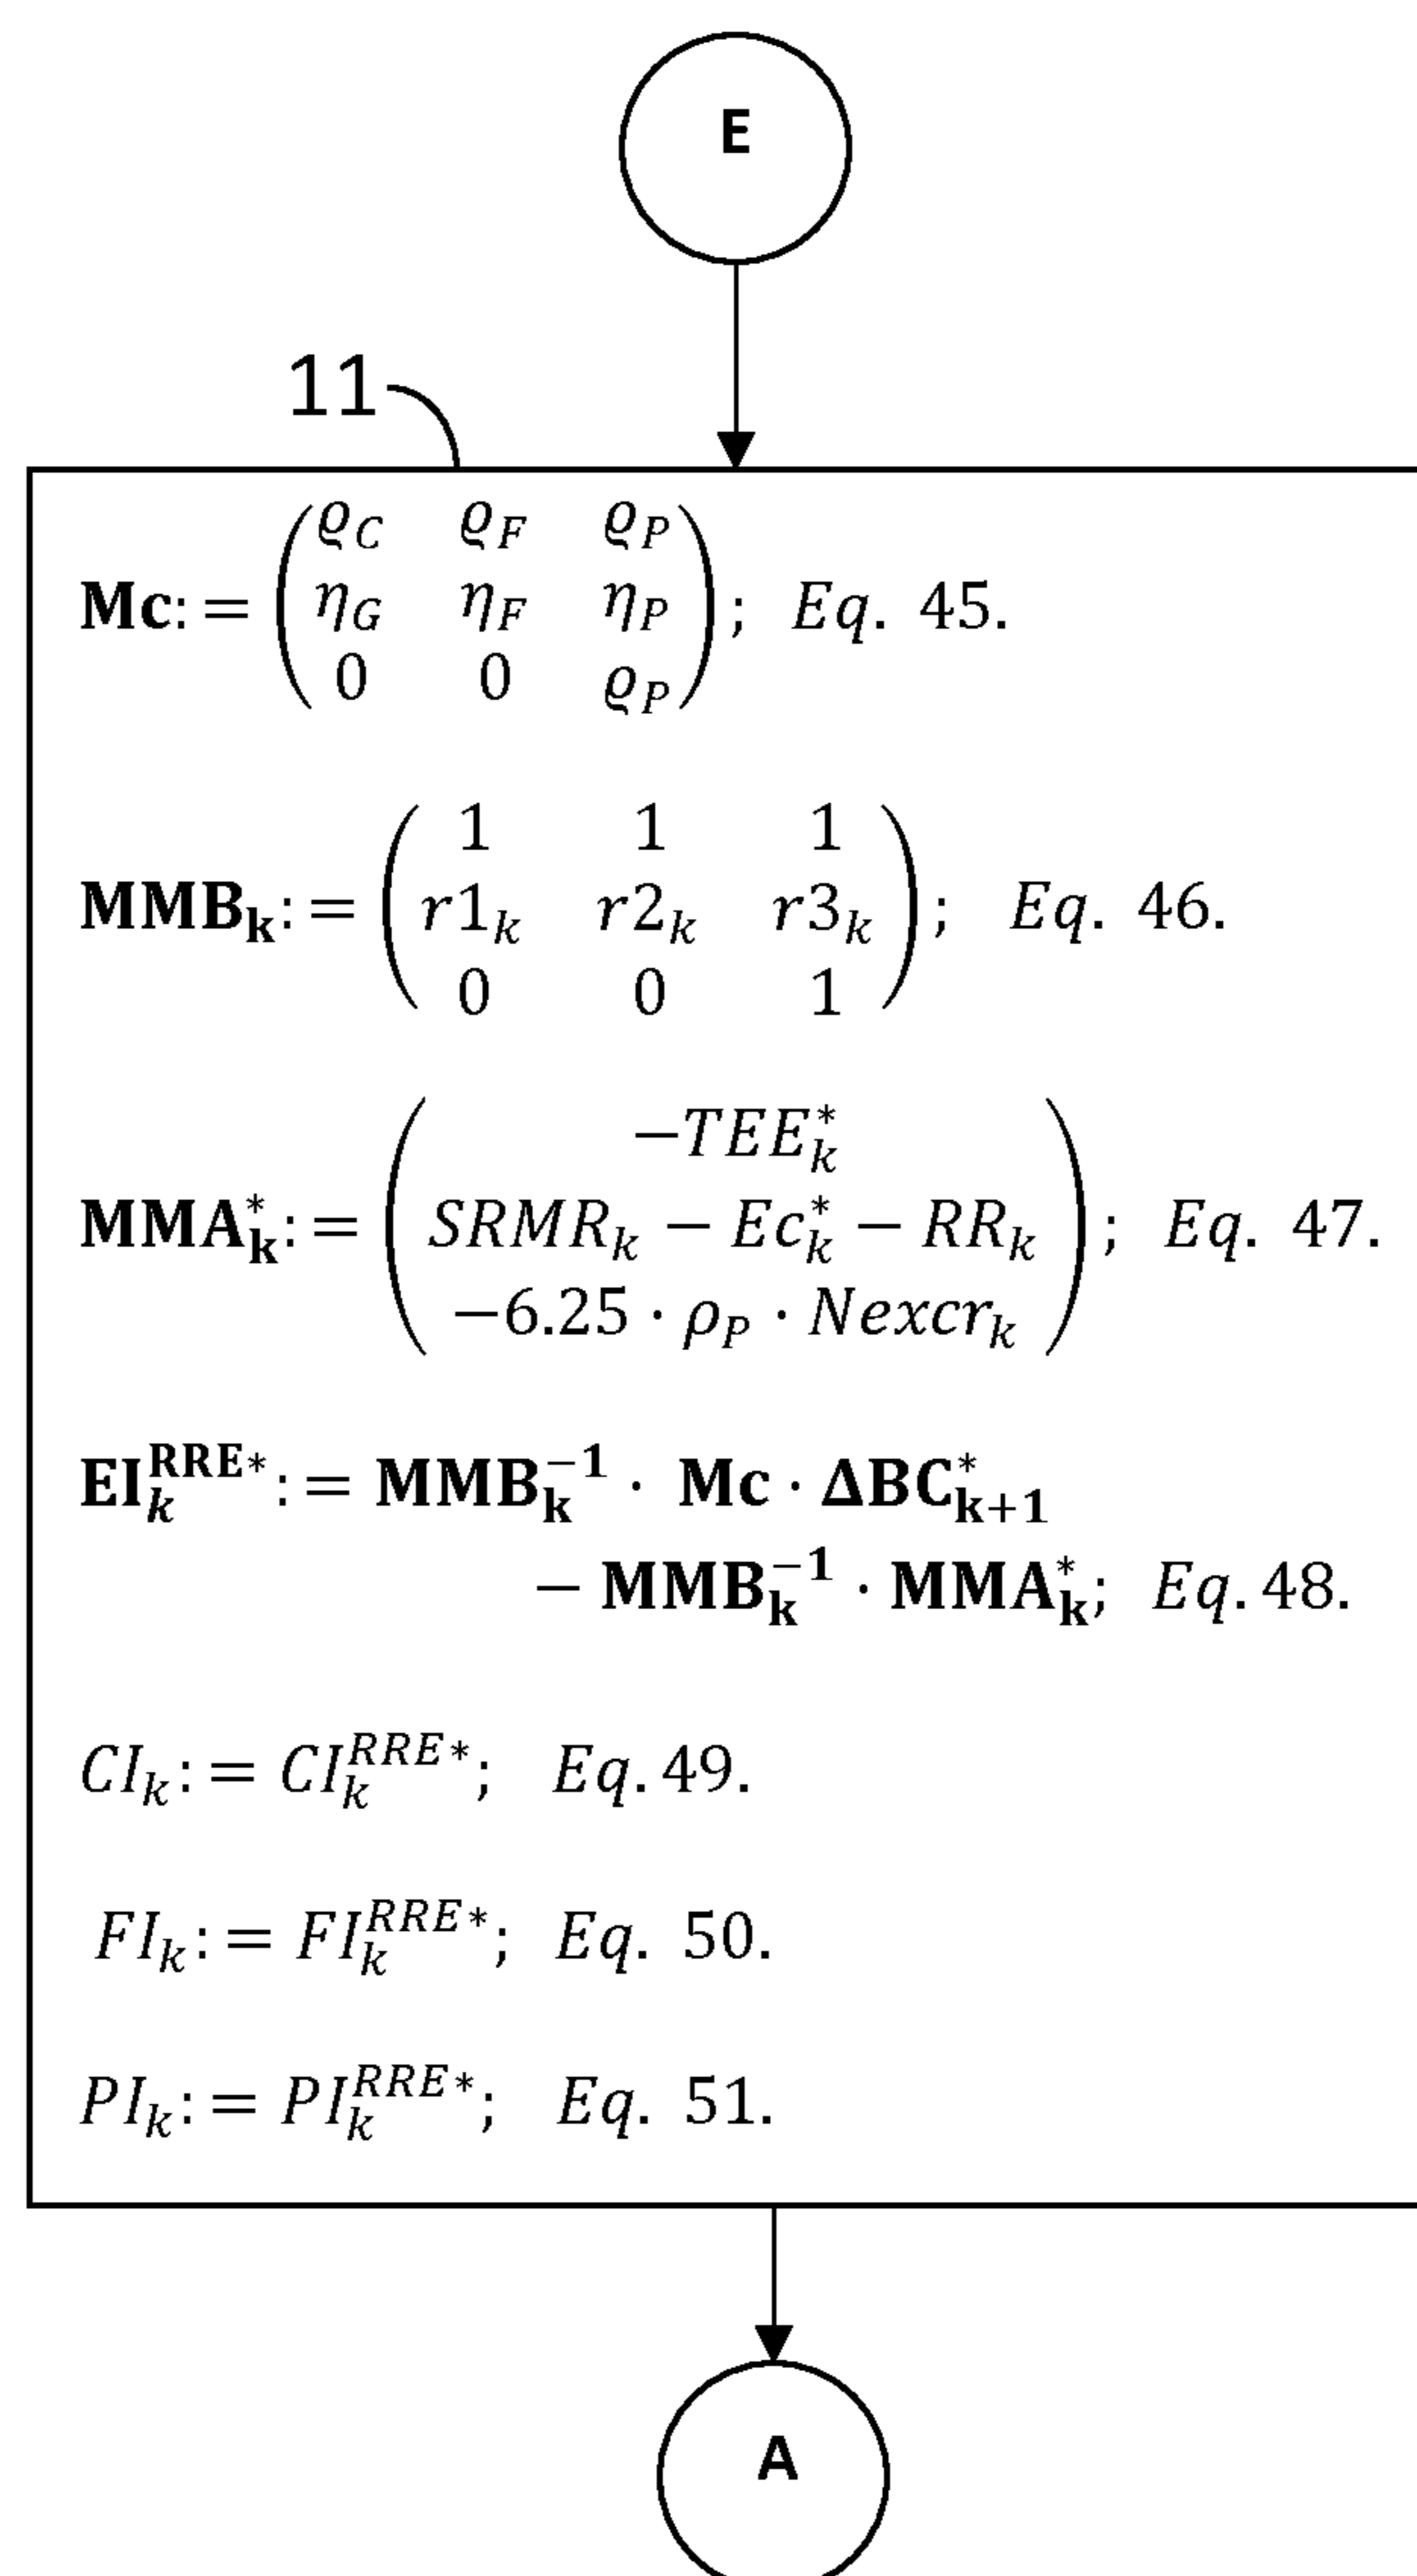 E
11
Mc:= (ϱ_C ϱ_F ϱ_P
η_G η_F η_P
0 0 ϱ_P); Eq. 45.
MMB_k:= (1 1 1
r1_k r2_k r3_k
0 0 1); Eq. 46.
MMA*_k:= (−TEE*_k
SRMR_k − Ec*_k − RR_k
−6.25 · ρ_P · Nexcr_k); Eq. 47.
EI_k^{RRE*}:= MMB_k^{−1} · Mc · ΔBC*_{k+1}
− MMB_k^{−1} · MMA*_k; Eq. 48.
CI_k:= CI_k^{RRE*}; Eq. 49.
FI_k:= FI_k^{RRE*}; Eq. 50.
PI_k:= PI_k^{RRE*}; Eq. 51.
A